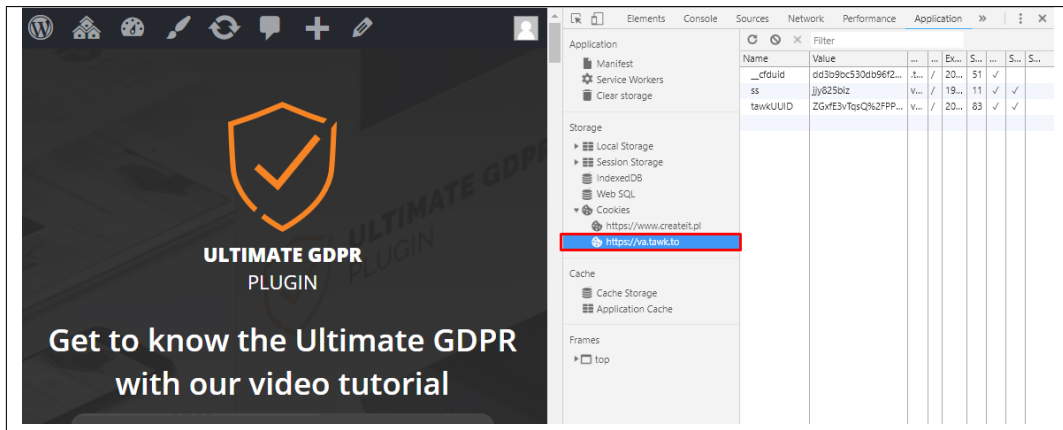 ULTIMATE GDPR
PLUGIN
ULTIMATE GDPR
PLUGIN
Get to know the Ultimate GDPR
with our video tutorial
Elements Console Sources Network Performance Application »
Application
Manifest
Service Workers
Clear storage
Storage
Local Storage
Session Storage
IndexedDB
Web SQL
Cookies
https://www.createit.pl
https://va.tawk.to
Cache
Cache Storage
Application Cache
Frames
top
Filter
Name Value ... ... Ex... S... ... S... S...
__cfduid dd3b9bc530db96f2... .t... / 20... 51 ✓
ss jjy825biz v... / 19... 11 ✓ ✓
tawkUUID ZGxfE3vTqsQ%2FPP... v... / 20... 83 ✓ ✓